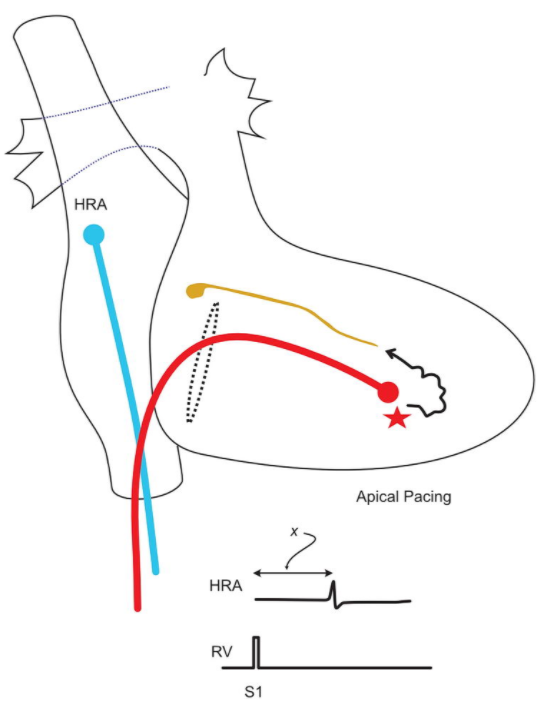 HRA
Apical Pacing
x
HRA
RV
S1